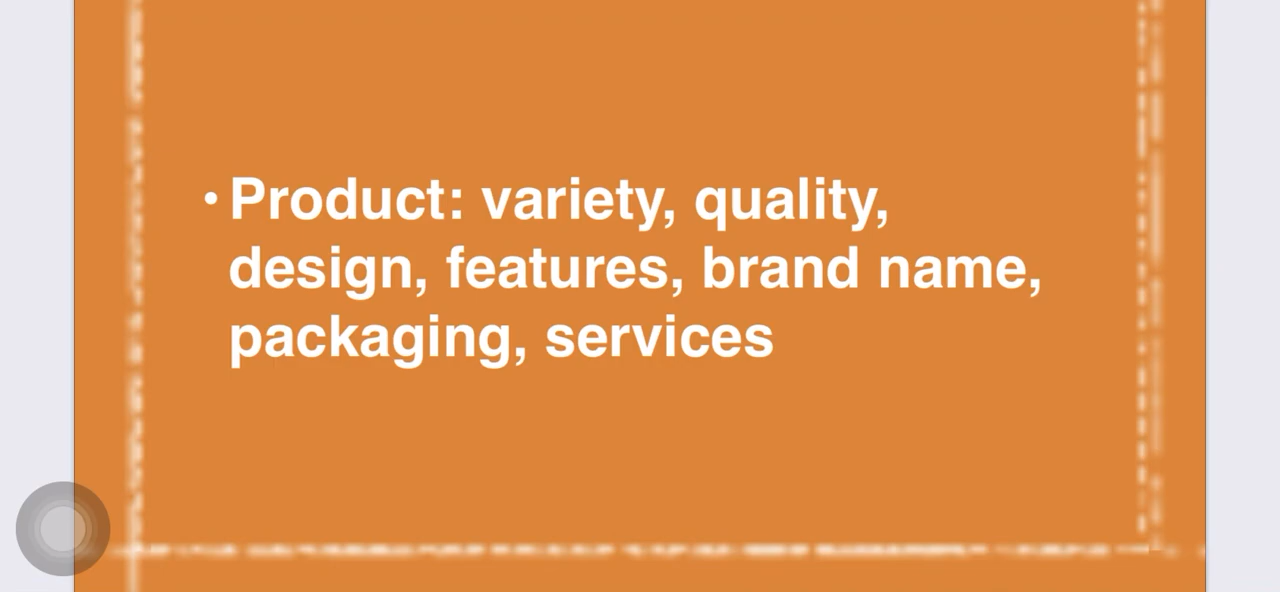 • Product: variety, quality,
design, features, brand name,
packaging, services